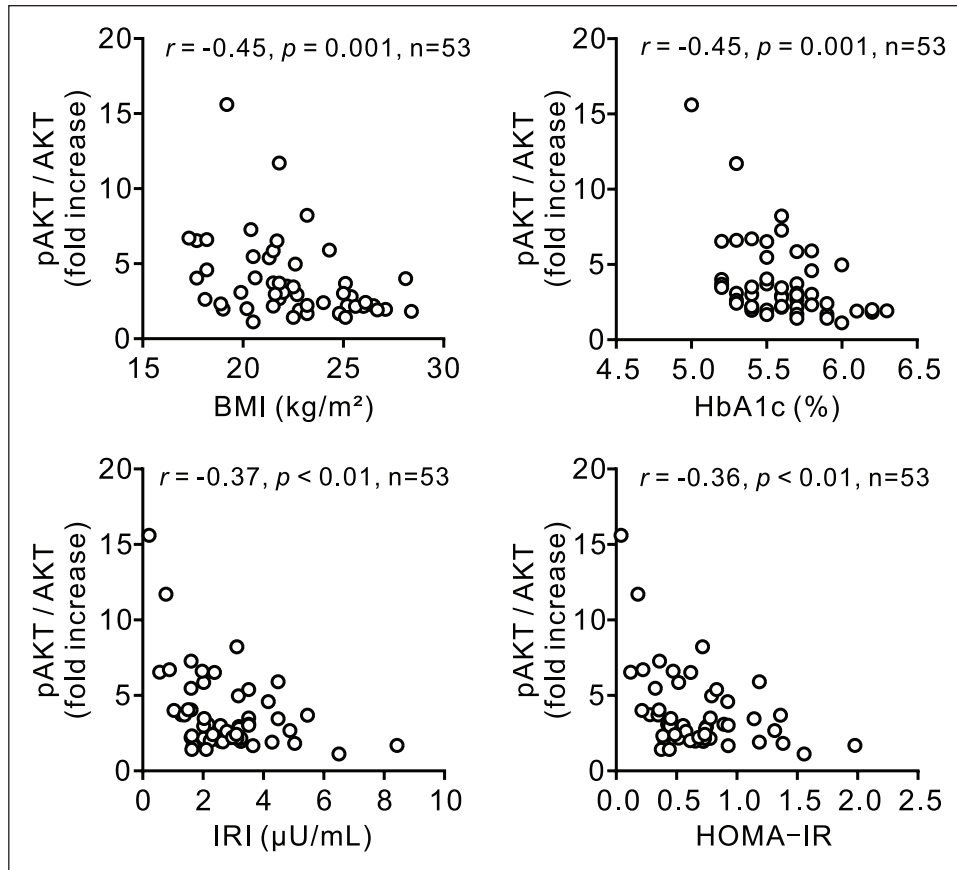 r = -0.45, p = 0.001, n=53
pAKT / AKT
(fold increase)
20
15
10
5
0
15 20 25 30
BMI (kg/m²)
r = -0.45, p = 0.001, n=53
pAKT / AKT
(fold increase)
20
15
10
5
0
4.5 5.0 5.5 6.0 6.5
HbA1c (%)
r = -0.37, p < 0.01, n=53
pAKT / AKT
(fold increase)
20
15
10
5
0
0 2 4 6 8 10
IRI (μU/mL)
r = -0.36, p < 0.01, n=53
pAKT / AKT
(fold increase)
20
15
10
5
0
0.0 0.5 1.0 1.5 2.0 2.5
HOMA−IR